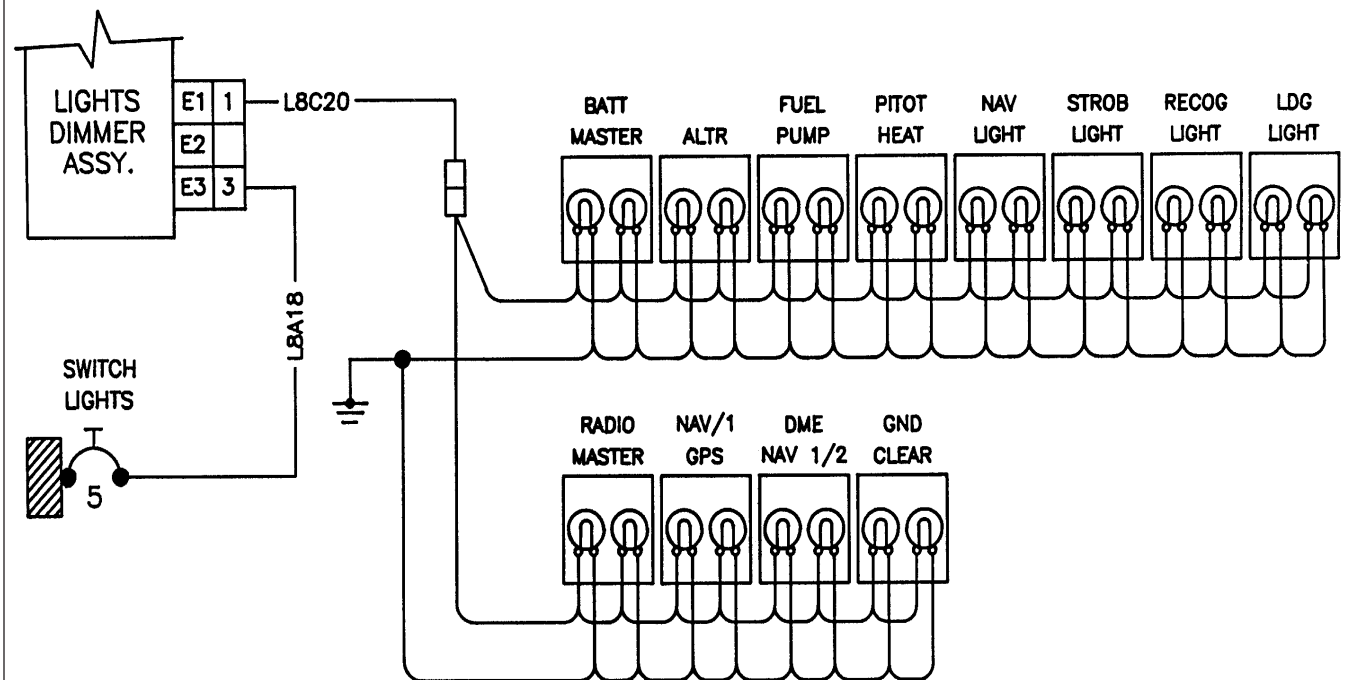 LIGHTS
DIMMER
ASSY.
E1 1
E2
E3 3
L8C20
L8A18
SWITCH
LIGHTS
5
BATT
MASTER
ALTR
FUEL
PUMP
PITOT
HEAT
NAV
LIGHT
STROB
LIGHT
RECOG
LIGHT
LDG
LIGHT
RADIO
MASTER
NAV/1
GPS
DME
NAV 1/2
GND
CLEAR